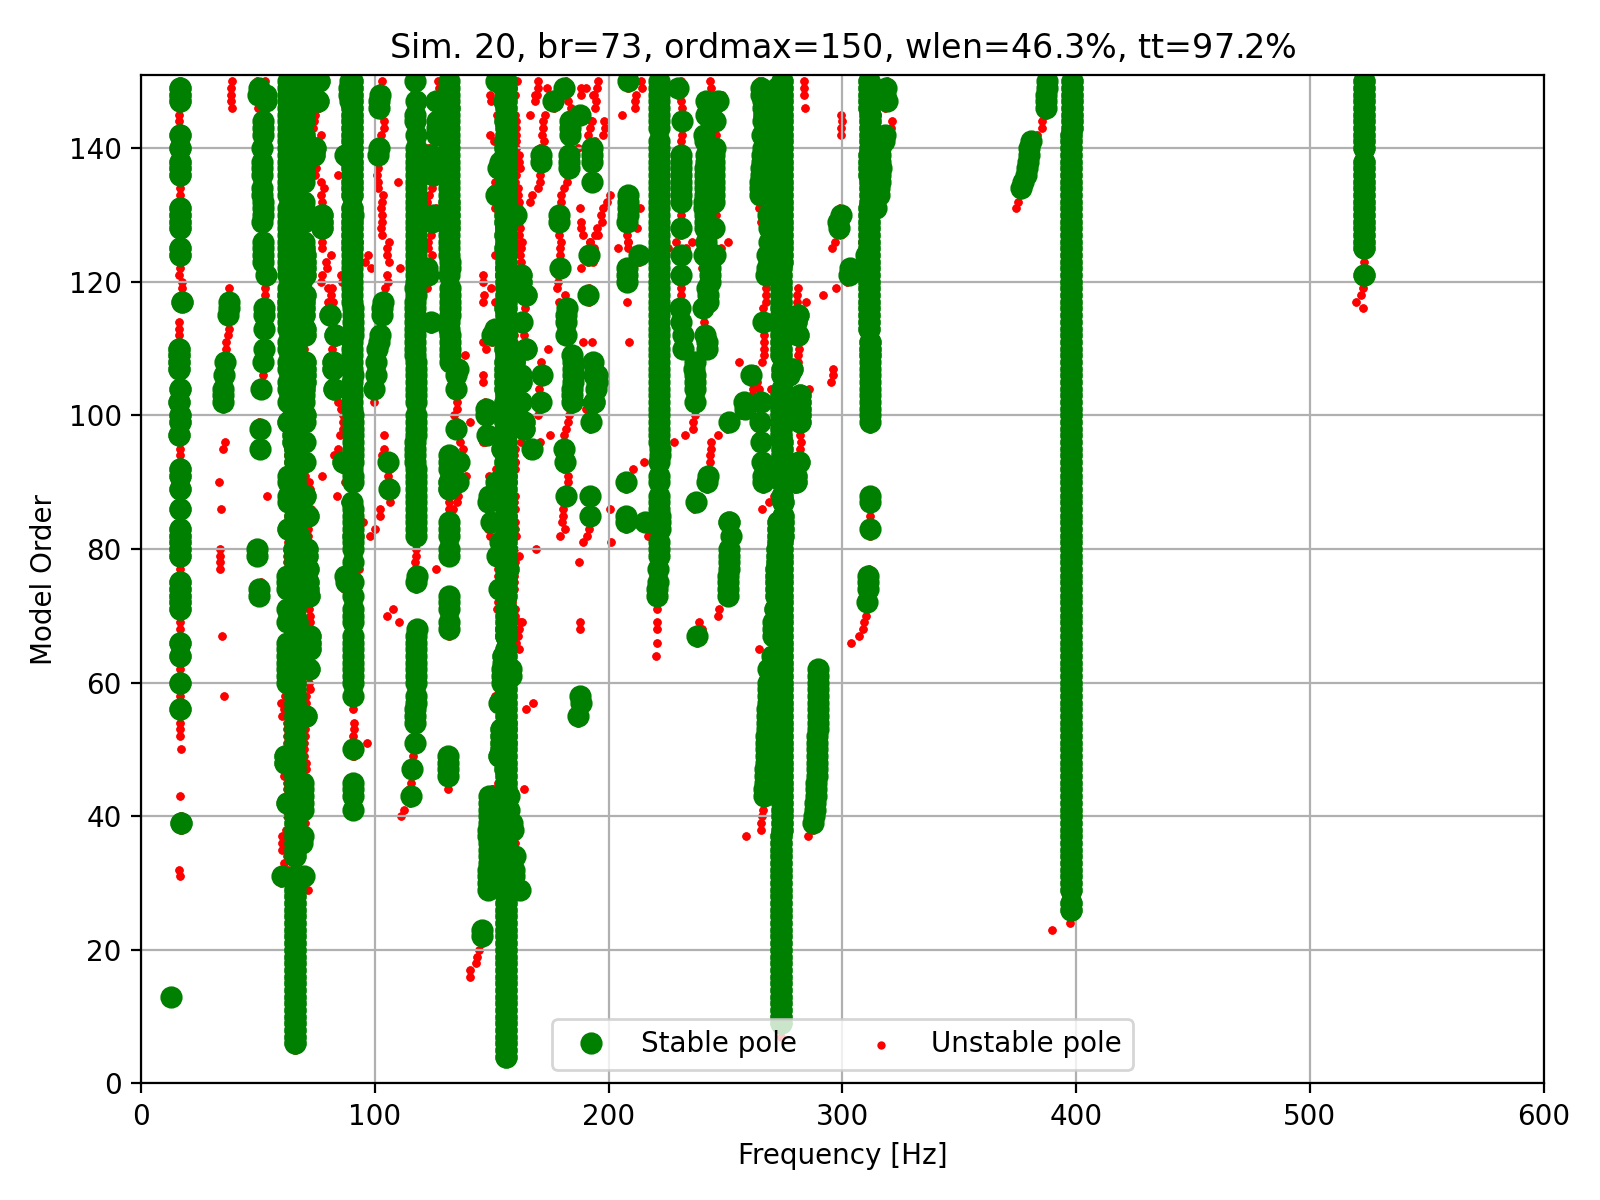 Sim. 20, br=73, ordmax=150, wlen=46.3%, tt=97.2%
Model Order
140
120
100
80
60
40
20
0
Stable pole
Unstable pole
0 100 200 300 400 500 600
Frequency [Hz]